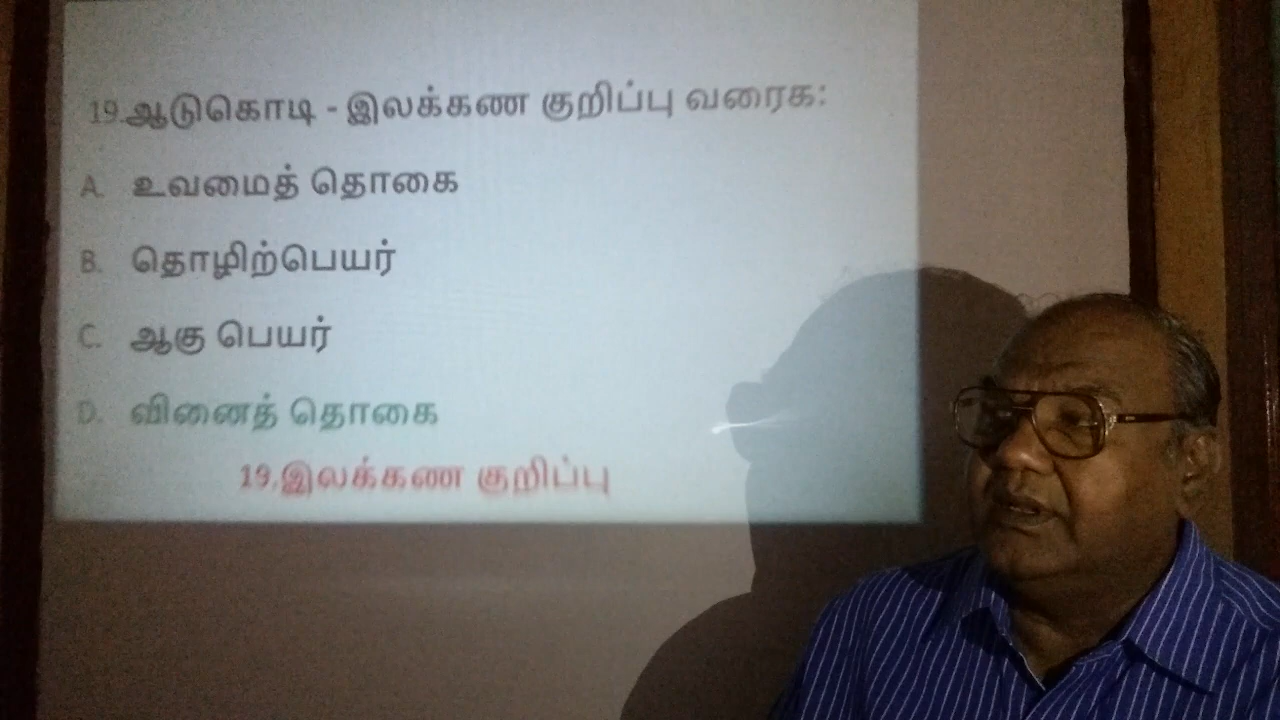 19.ஆடுகொடி - இலக்கண குறிப்பு வரைக:
A. உவமைத் தொகை
B. தொழிற்பெயர்
C. ஆகு பெயர்
D. வினைத் தொகை
19.இலக்கண குறிப்பு